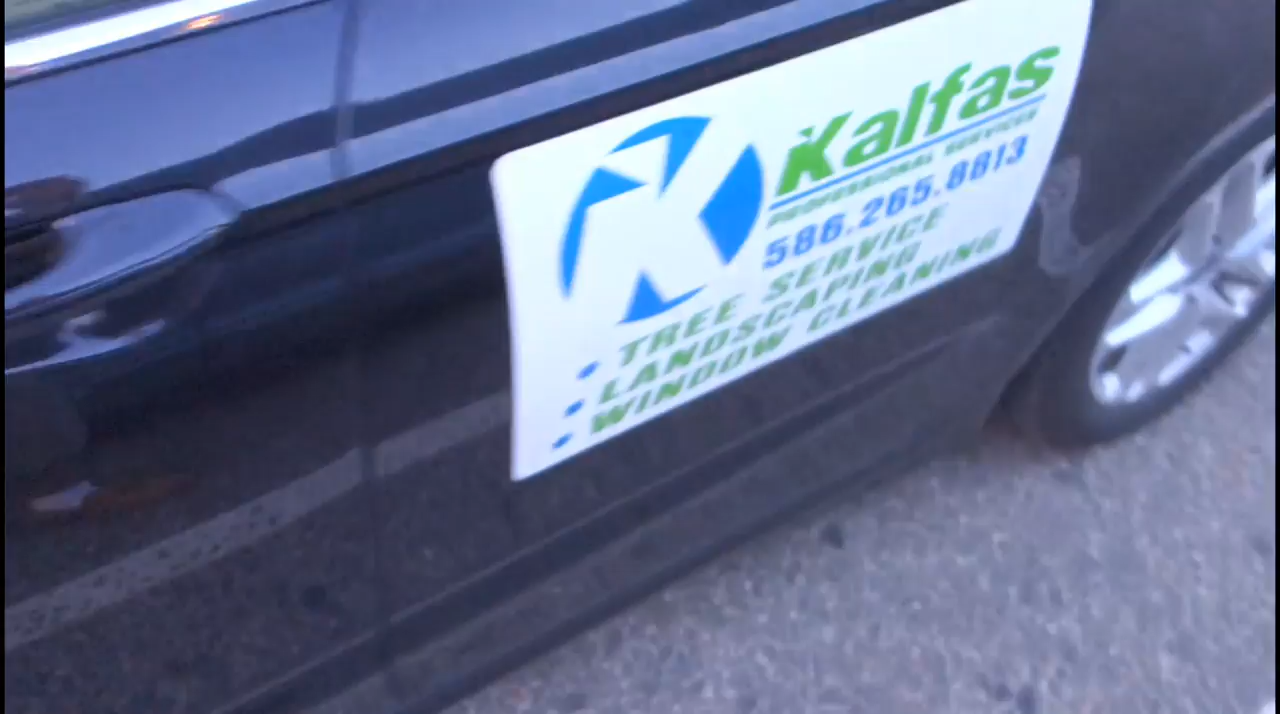 K
Kalfas
PROFESSIONAL SERVICES
586.265.8813
• TREE SERVICE
• LANDSCAPING
• WINDOW CLEANING